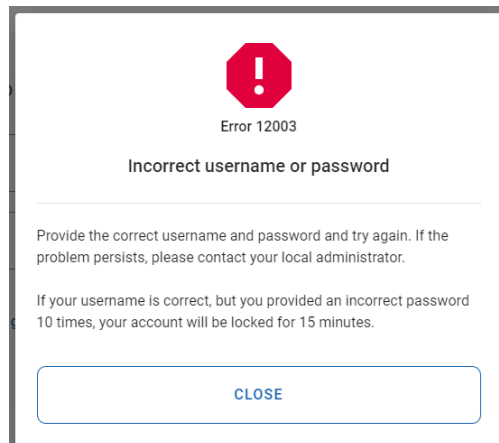 Error 12003
Incorrect username or password
Provide the correct username and password and try again. If the
problem persists, please contact your local administrator.
If your username is correct, but you provided an incorrect password
10 times, your account will be locked for 15 minutes.
CLOSE